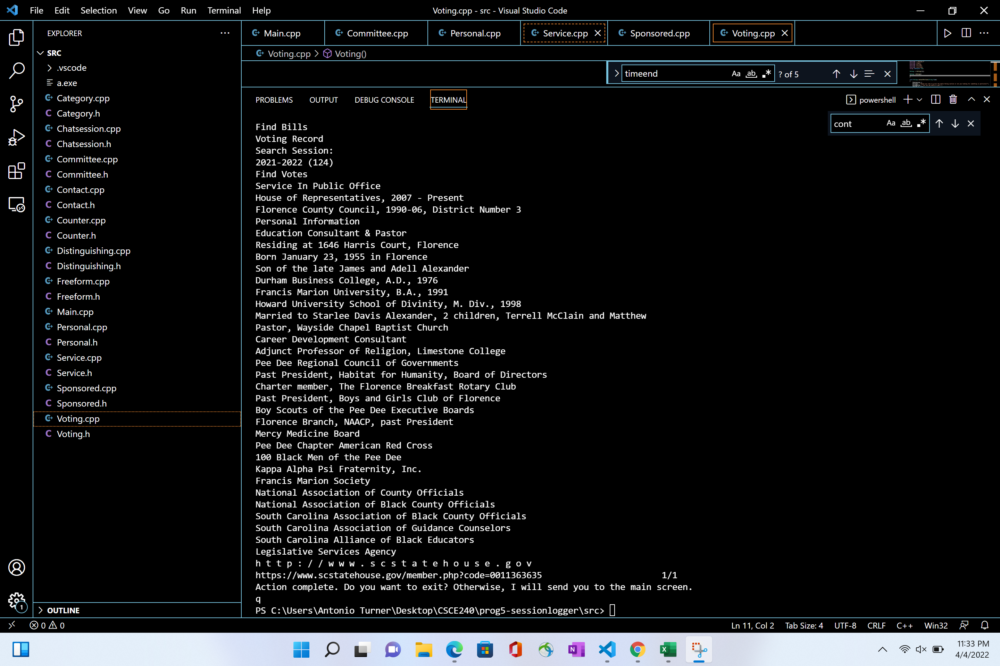 File Edit Selection View Go Run Terminal Help Voting.cpp - src - Visual Studio Code
EXPLORER
SRC
.vscode
a.exe
Category.cpp
Category.h
Chatsession.cpp
Chatsession.h
Committee.cpp
Committee.h
Contact.cpp
Contact.h
Counter.cpp
Counter.h
Distinguishing.cpp
Distinguishing.h
Freeform.cpp
Freeform.h
Main.cpp
Personal.cpp
Personal.h
Service.cpp
Service.h
Sponsored.cpp
Sponsored.h
Voting.cpp
Voting.h
OUTLINE
1
Main.cpp Committee.cpp Personal.cpp Service.cpp Sponsored.cpp Voting.cpp
Voting.cpp > Voting()
timeend Aa ab .* ? of 5
PROBLEMS OUTPUT DEBUG CONSOLE TERMINAL powershell
cont Aa ab .*
Find Bills
Voting Record
Search Session:
2021-2022 (124)
Find Votes
Service In Public Office
House of Representatives, 2007 - Present
Florence County Council, 1990-06, District Number 3
Personal Information
Education Consultant & Pastor
Residing at 1646 Harris Court, Florence
Born January 23, 1955 in Florence
Son of the late James and Adell Alexander
Durham Business College, A.D., 1976
Francis Marion University, B.A., 1991
Howard University School of Divinity, M. Div., 1998
Married to Starlee Davis Alexander, 2 children, Terrell McClain and Matthew
Pastor, Wayside Chapel Baptist Church
Career Development Consultant
Adjunct Professor of Religion, Limestone College
Pee Dee Regional Council of Governments
Past President, Habitat for Humanity, Board of Directors
Charter member, The Florence Breakfast Rotary Club
Past President, Boys and Girls Club of Florence
Boy Scouts of the Pee Dee Executive Boards
Florence Branch, NAACP, past President
Mercy Medicine Board
Pee Dee Chapter American Red Cross
100 Black Men of the Pee Dee
Kappa Alpha Psi Fraternity, Inc.
Francis Marion Society
National Association of County Officials
National Association of Black County Officials
South Carolina Association of Black County Officials
South Carolina Association of Guidance Counselors
South Carolina Alliance of Black Educators
Legislative Services Agency
h t t p : / / w w w . s c s t a t e h o u s e . g o v
https://www.scstatehouse.gov/member.php?code=0011363635 1/1
Action complete. Do you want to exit? Otherwise, I will send you to the main screen.
q
PS C:\Users\Antonio Turner\Desktop\CSCE240\prog5-sessionlogger\src>
0 0 Ln 11, Col 2 Tab Size: 4 UTF-8 CRLF C++ Win32
11:33 PM
4/4/2022